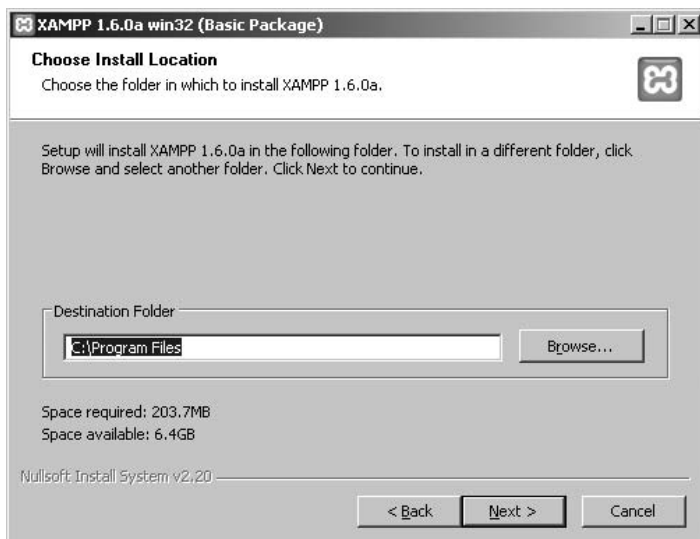 XAMPP 1.6.0a win32 (Basic Package)
Choose Install Location
Choose the folder in which to install XAMPP 1.6.0a.
Setup will install XAMPP 1.6.0a in the following folder. To install in a different folder, click
Browse and select another folder. Click Next to continue.
Destination Folder
C:\Program Files
Browse...
Space required: 203.7MB
Space available: 6.4GB
Nullsoft Install System v2.20
< Back
Next >
Cancel